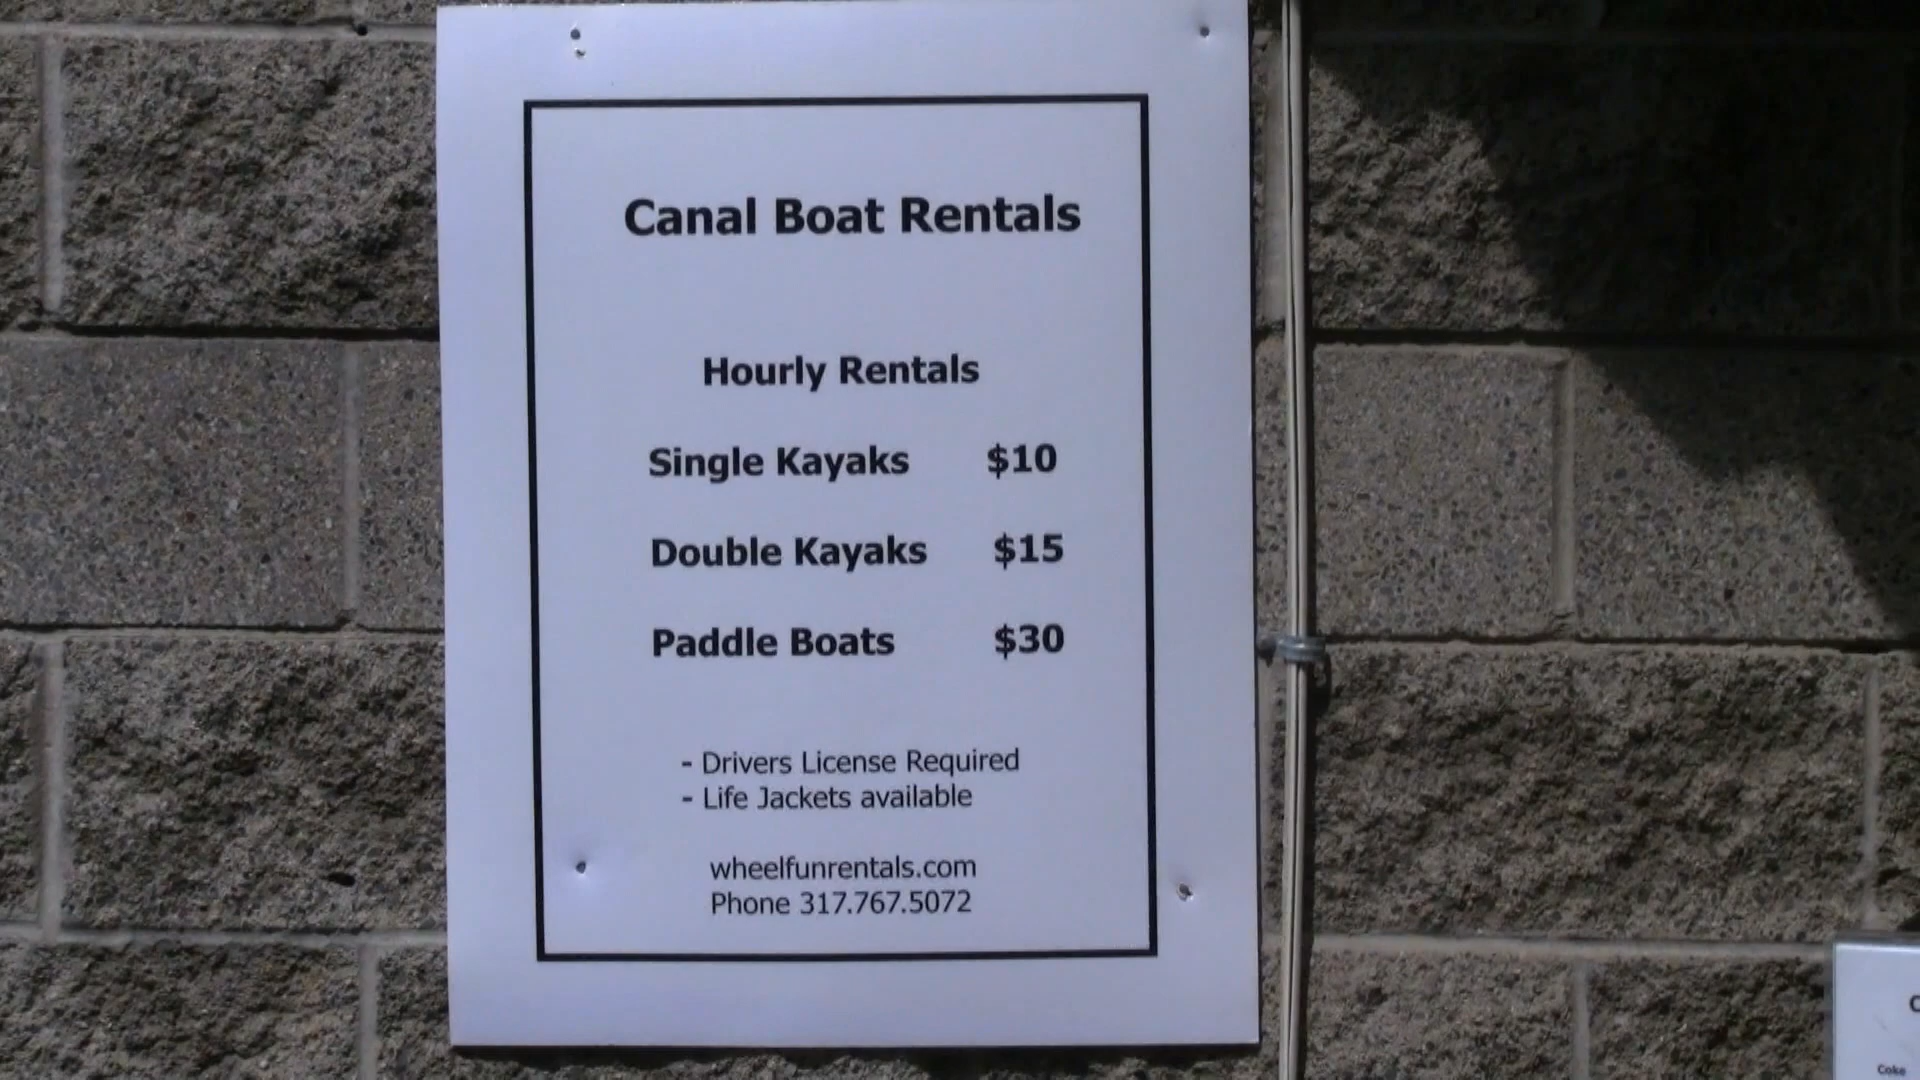 Canal Boat Rentals
Hourly Rentals
Single Kayaks $10
Double Kayaks $15
Paddle Boats $30
- Drivers License Required
- Life Jackets available
wheelfunrentals.com
Phone 317.767.5072
Coke